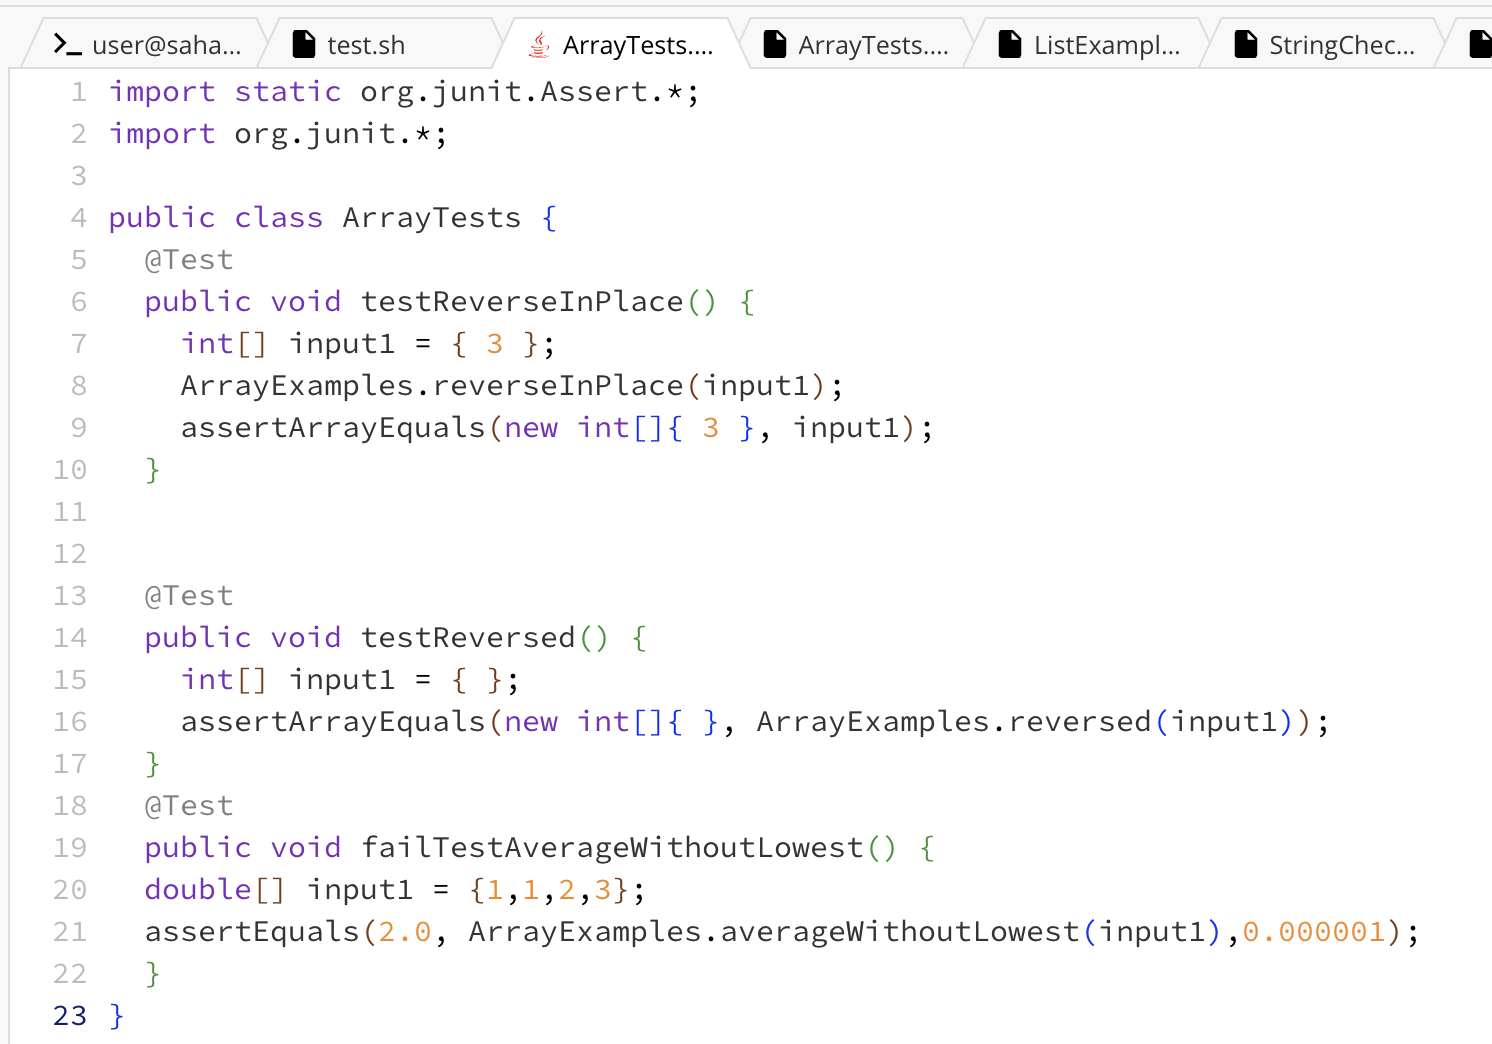 user@saha... test.sh ArrayTests.... ArrayTests.... ListExampl... StringChec...
1 import static org.junit.Assert.*;
2 import org.junit.*;
3
4 public class ArrayTests {
5   @Test
6   public void testReverseInPlace() {
7     int[] input1 = { 3 };
8     ArrayExamples.reverseInPlace(input1);
9     assertArrayEquals(new int[]{ 3 }, input1);
10   }
11
12
13   @Test
14   public void testReversed() {
15     int[] input1 = { };
16     assertArrayEquals(new int[]{ }, ArrayExamples.reversed(input1));
17   }
18   @Test
19   public void failTestAverageWithoutLowest() {
20   double[] input1 = {1,1,2,3};
21   assertEquals(2.0, ArrayExamples.averageWithoutLowest(input1),0.000001);
22   }
23 }